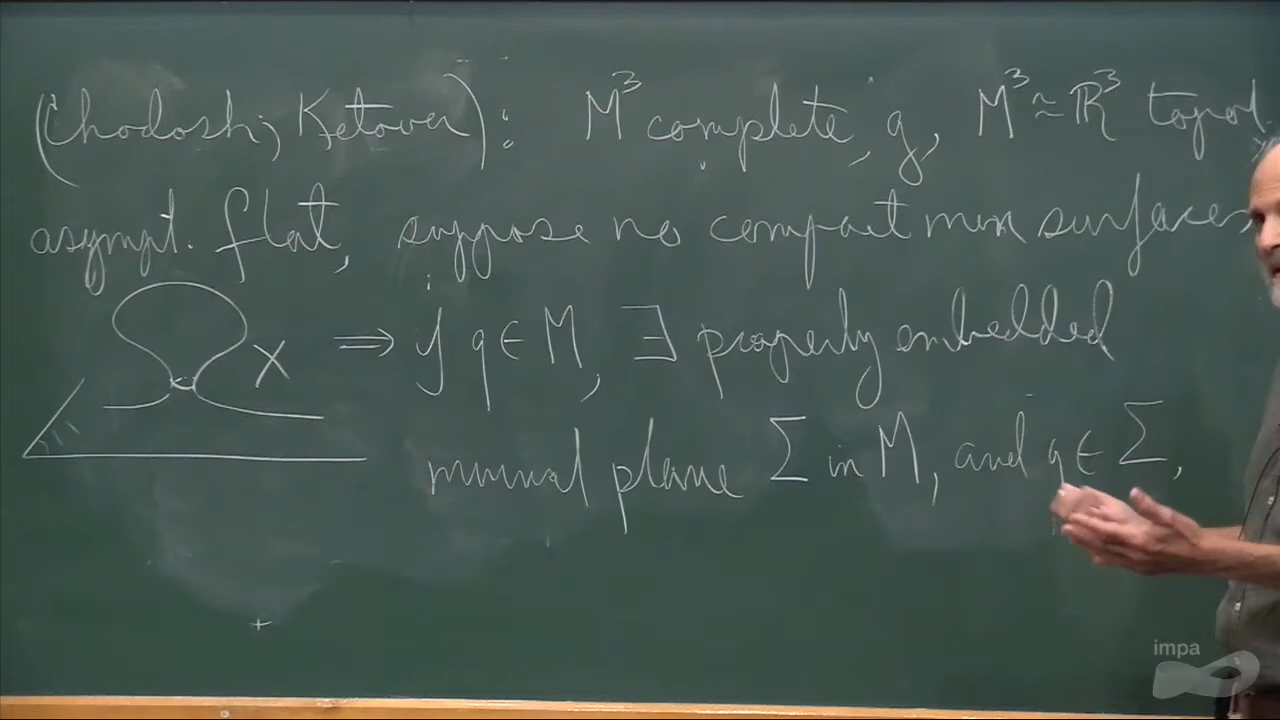 (Chodosh; Ketover): M³ complete, g, M³ ≃ ℝ³ topol.
asympt. flat, suppose no compact min surfaces,
X ⟹ If q ∈ M, ∃ properly embedded
minimal plane Σ in M, and q ∈ Σ,
impa